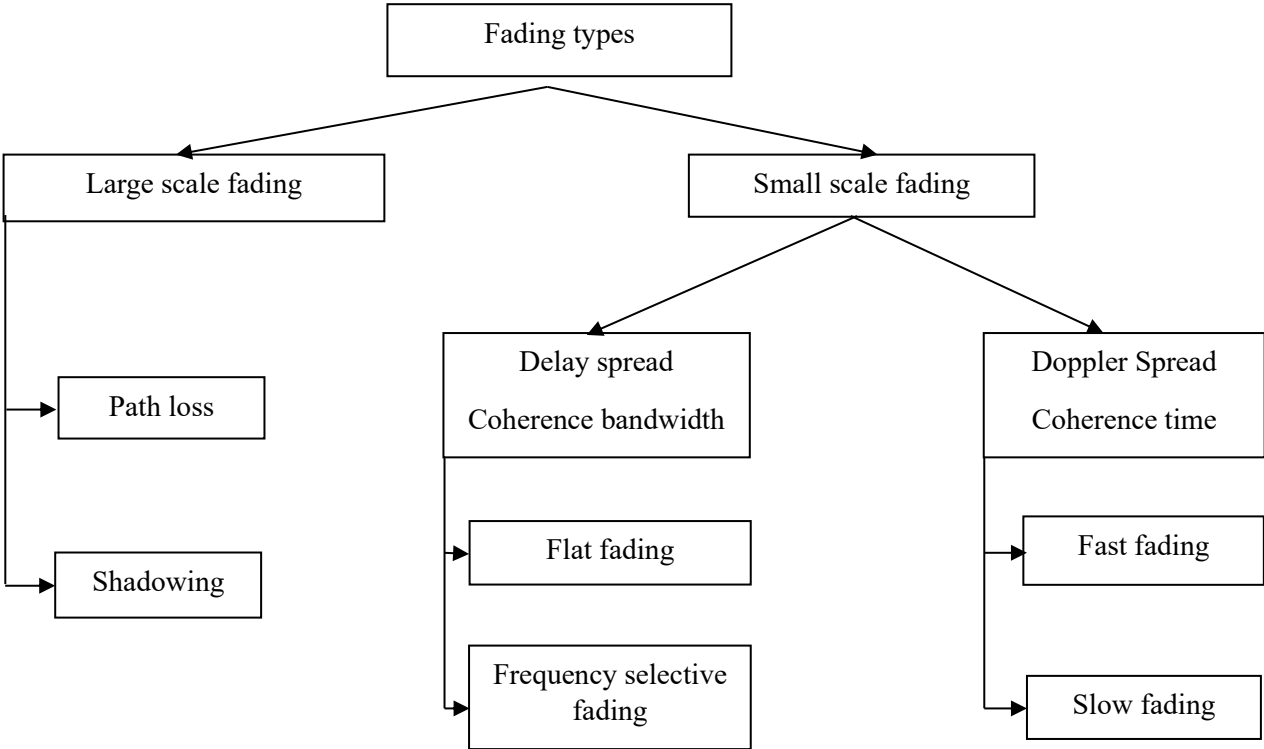 Fading types
Large scale fading
Small scale fading
Path loss
Shadowing
Delay spread
Coherence bandwidth
Flat fading
Frequency selective
fading
Doppler Spread
Coherence time
Fast fading
Slow fading